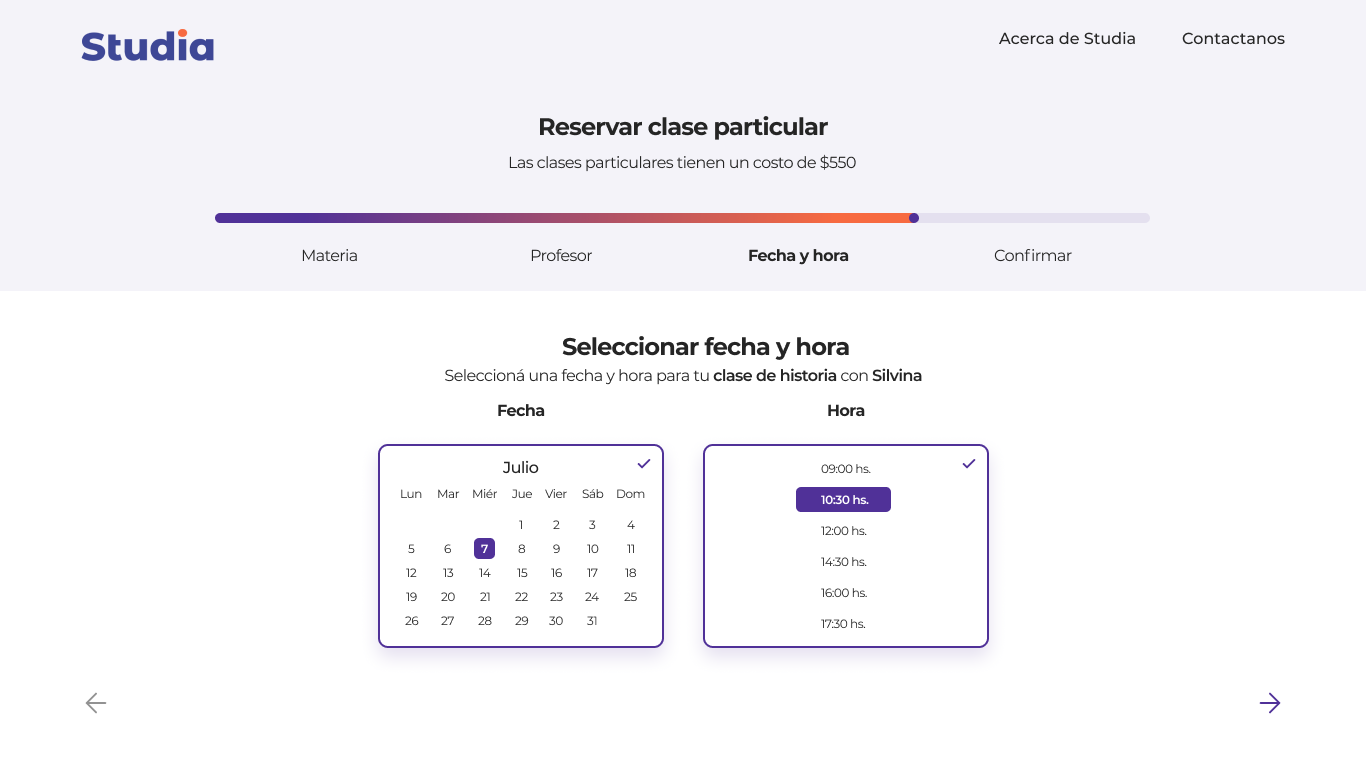 Studia
Acerca de Studia Contactanos
Reservar clase particular
Las clases particulares tienen un costo de $550
Materia Profesor Fecha y hora Confirmar
Seleccionar fecha y hora
Seleccioná una fecha y hora para tu clase de historia con Silvina
Fecha
Julio
Lun Mar Miér Jue Vier Sáb Dom
1 2 3 4
5 6 7 8 9 10 11
12 13 14 15 16 17 18
19 20 21 22 23 24 25
26 27 28 29 30 31
Hora
09:00 hs.
10:30 hs.
12:00 hs.
14:30 hs.
16:00 hs.
17:30 hs.